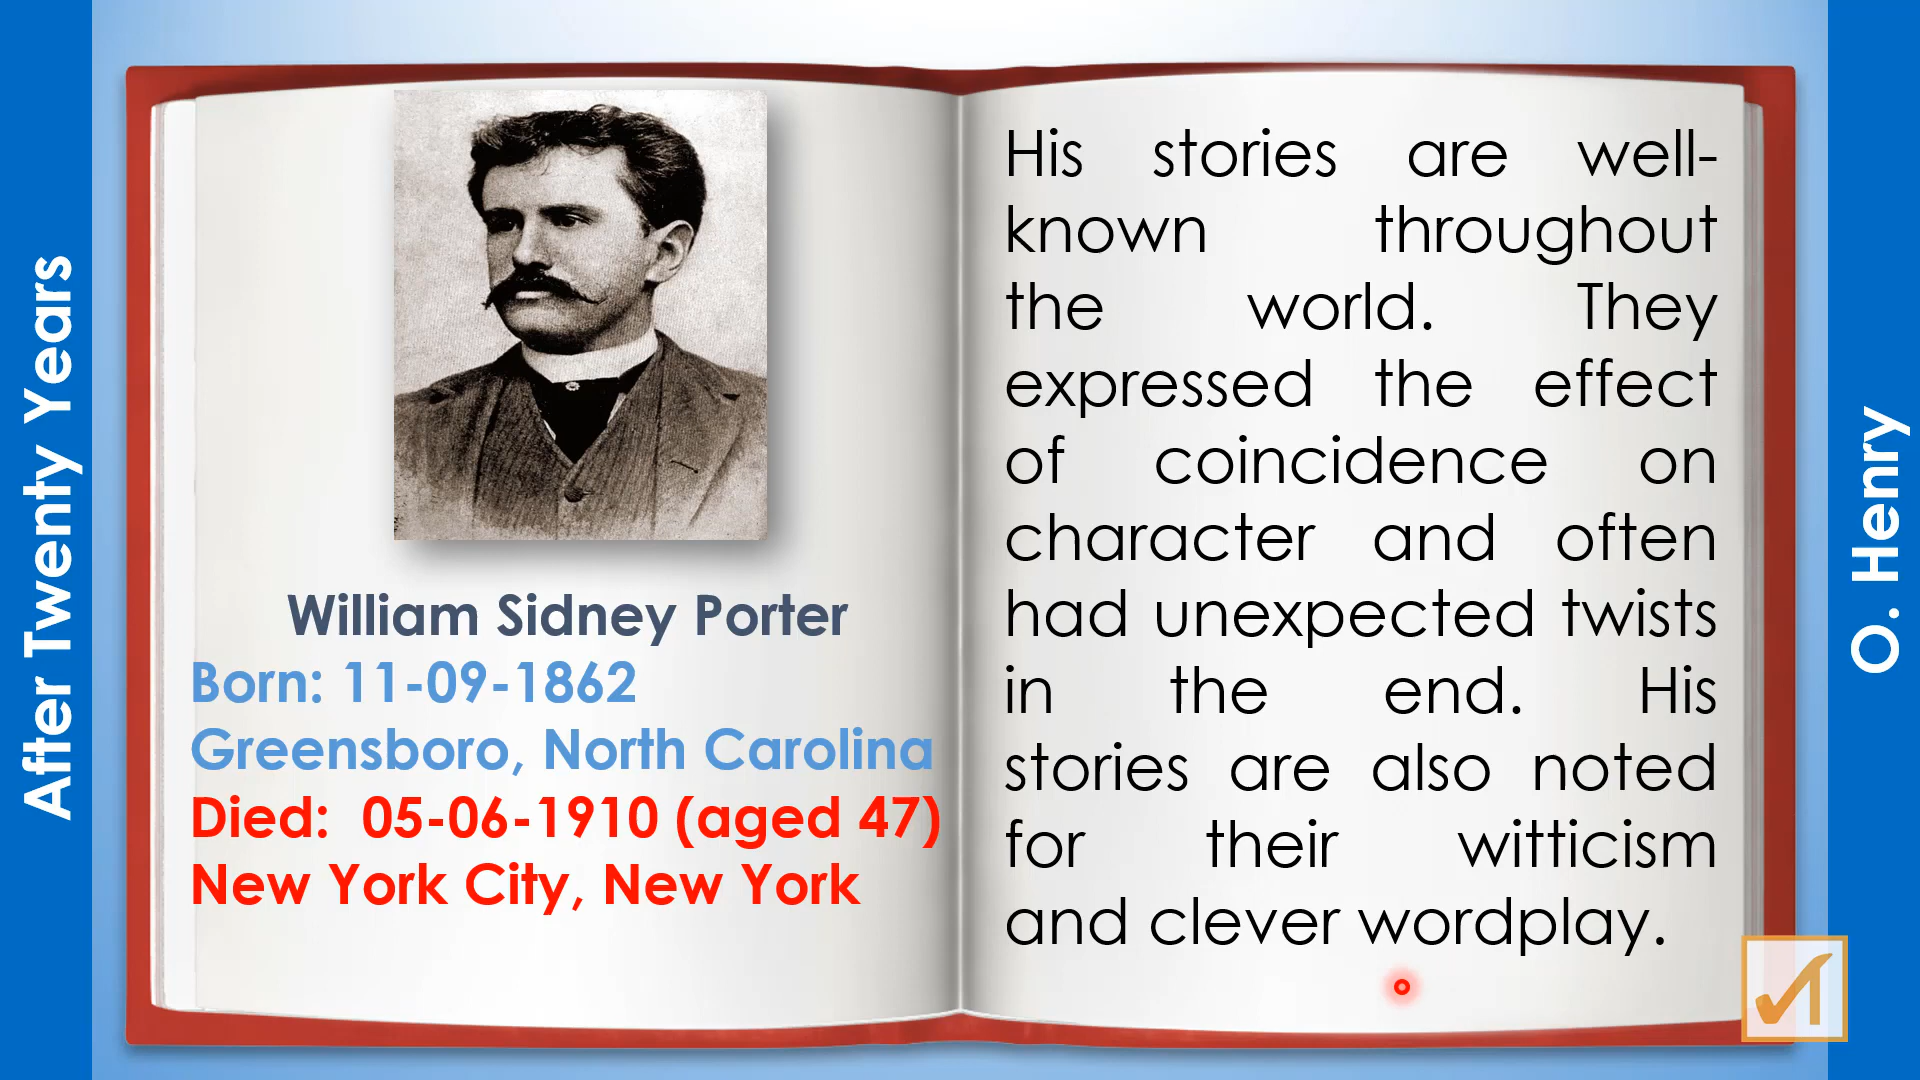 After Twenty Years
William Sidney Porter
Born: 11-09-1862
Greensboro, North Carolina
Died: 05-06-1910 (aged 47)
New York City, New York
His stories are well-
known throughout
the world. They
expressed the effect
of coincidence on
character and often
had unexpected twists
in the end. His
stories are also noted
for their witticism
and clever wordplay.
O. Henry